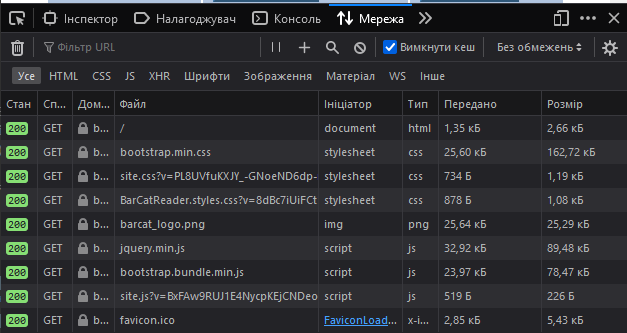 Інспектор Налагоджувач Консоль Мережа
Фільтр URL Вимкнути кеш Без обмежень
Усе HTML CSS JS XHR Шрифти Зображення Матеріал WS Інше
Стан Сп... Дом... Файл Ініціатор Тип Передано Розмір
200 GET b... / document html 1,35 кБ 2,66 кБ
200 GET b... bootstrap.min.css stylesheet css 25,60 кБ 162,72 кБ
200 GET b... site.css?v=PL8UVfuKXJY_-GNoeND6dp- stylesheet css 734 Б 1,19 кБ
200 GET b... BarCatReader.styles.css?v=8dBc7iUiFCt stylesheet css 878 Б 1,08 кБ
200 GET b... barcat_logo.png img png 25,64 кБ 25,29 кБ
200 GET b... jquery.min.js script js 32,92 кБ 89,48 кБ
200 GET b... bootstrap.bundle.min.js script js 23,97 кБ 78,47 кБ
200 GET b... site.js?v=BxFAw9RUJ1E4NycpKEjCNDeo script js 519 Б 226 Б
200 GET b... favicon.ico FaviconLoad... x-i... 2,85 кБ 5,43 кБ